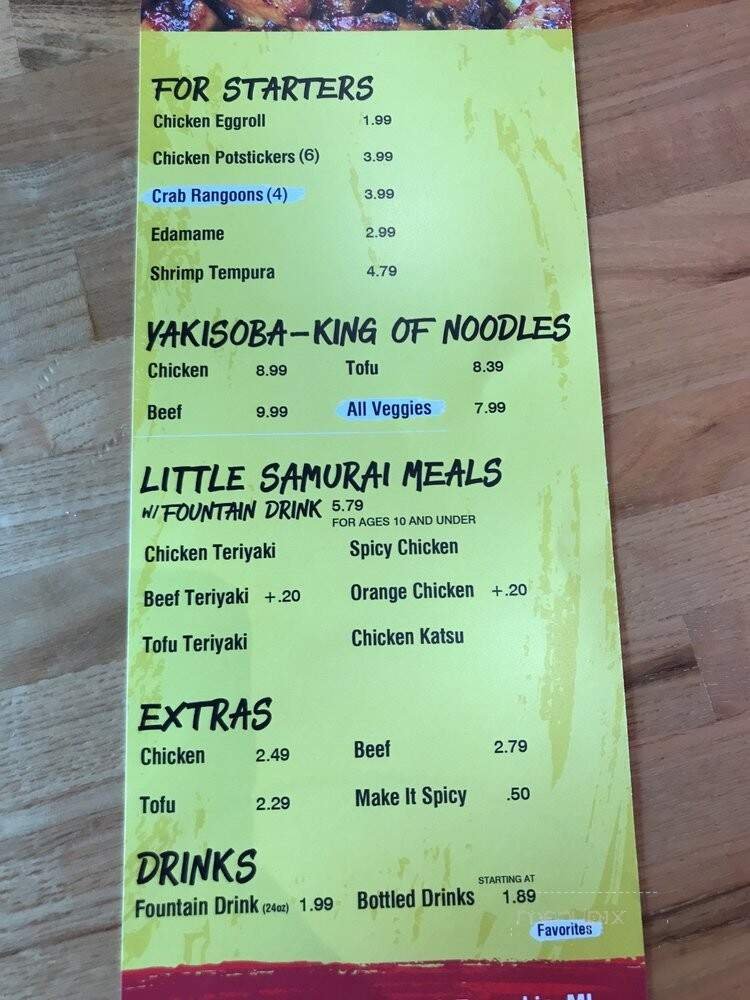 FOR STARTERS
Chicken Eggroll 1.99
Chicken Potstickers (6) 3.99
Crab Rangoons (4) 3.99
Edamame 2.99
Shrimp Tempura 4.79
YAKISOBA-KING OF NOODLES
Chicken 8.99 Tofu 8.39
Beef 9.99 All Veggies 7.99
LITTLE SAMURAI MEALS
W/ FOUNTAIN DRINK 5.79
FOR AGES 10 AND UNDER
Chicken Teriyaki Spicy Chicken
Beef Teriyaki +.20 Orange Chicken +.20
Tofu Teriyaki Chicken Katsu
EXTRAS
Chicken 2.49 Beef 2.79
Tofu 2.29 Make It Spicy .50
DRINKS
STARTING AT
Fountain Drink (24oz) 1.99 Bottled Drinks 1.89
Favorites
MI